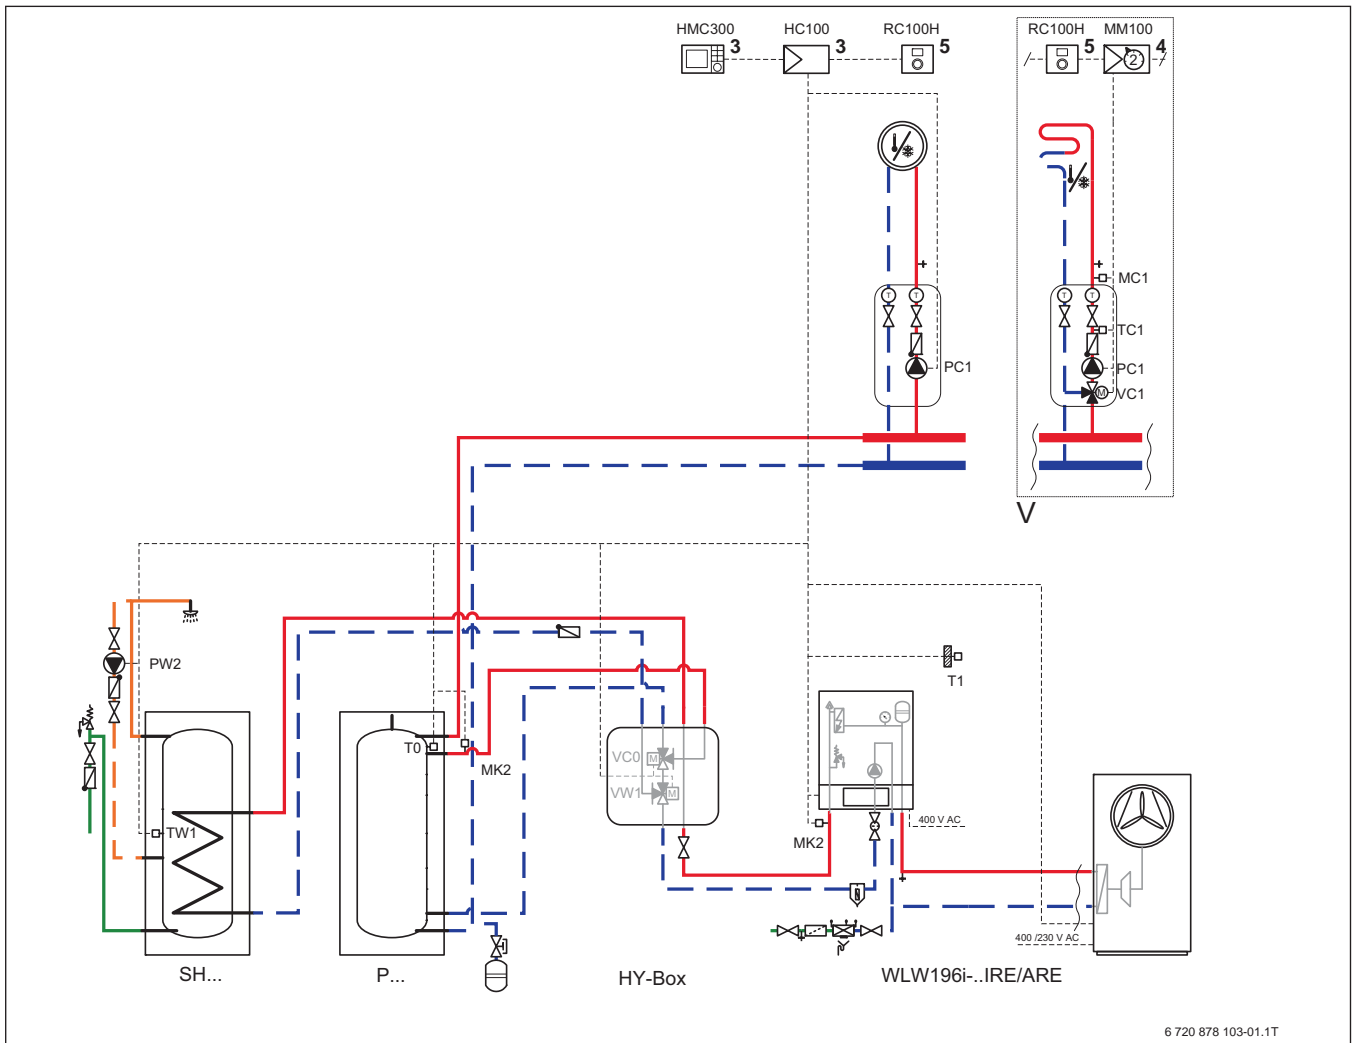 HMC300 HC100 RC100H RC100H MM100
3 3 5 5 4
2
T T T T
MC1
TC1
PC1 PC1
M VC1
V
PW2
T1
T0
MK2
VC0 M
VW1 M
TW1
MK2
400 V AC
400 /230 V AC
SH... P... HY-Box WLW196i-..IRE/ARE
6 720 878 103-01.1T